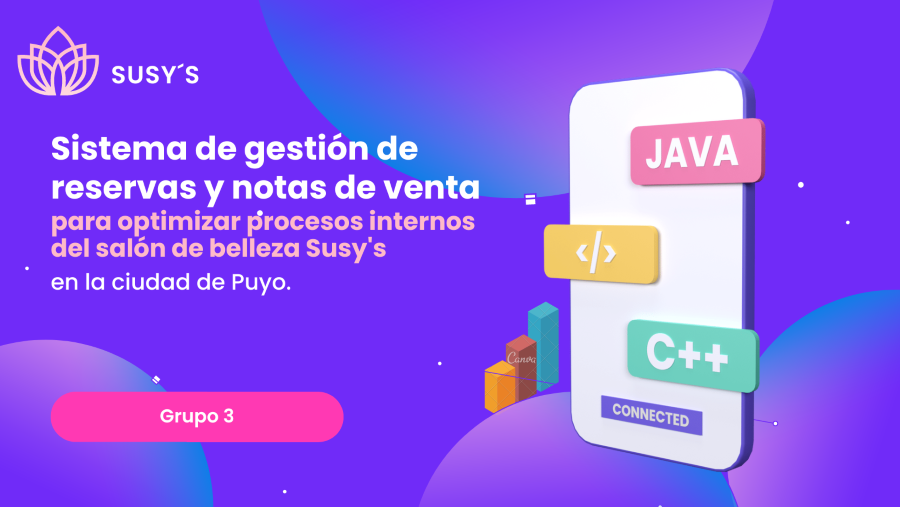 SUSY´S
Sistema de gestión de
reservas y notas de venta
para optimizar procesos internos
del salón de belleza Susy's
en la ciudad de Puyo.
Grupo 3
JAVA
</>
C++
CONNECTED
Canva